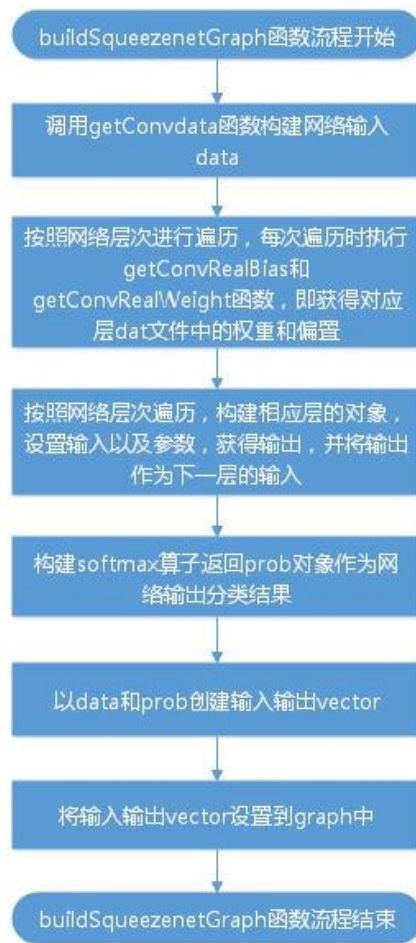 buildSqueezenetGraph函数流程开始
调用getConvdata函数构建网络输入
data
按照网络层次进行遍历，每次遍历时执行
getConvRealBias和
getConvRealWeight函数，即获得对应
层dat文件中的权重和偏置
按照网络层次遍历，构建相应层的对象，
设置输入以及参数，获得输出，并将输出
作为下一层的输入
构建softmax算子返回prob对象作为网
络输出分类结果
以data和prob创建输入输出vector
将输入输出vector设置到graph中
buildSqueezenetGraph函数流程结束